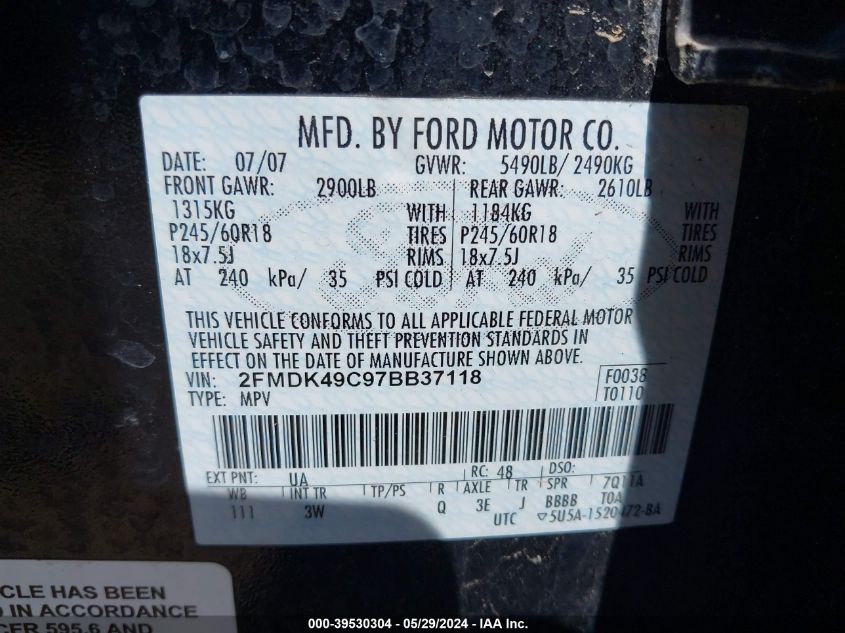 MFD. BY FORD MOTOR CO.
DATE: 07/07 GVWR: 5490LB/ 2490KG
FRONT GAWR: 2900LB REAR GAWR: 2610LB
1315KG WITH 1184KG WITH
P245/60R18 TIRES P245/60R18 TIRES
18x7.5J RIMS 18x7.5J RIMS
AT 240 kPa/ 35 PSI COLD AT 240 kPa/ 35 PSI COLD
THIS VEHICLE CONFORMS TO ALL APPLICABLE FEDERAL MOTOR
VEHICLE SAFETY AND THEFT PREVENTION STANDARDS IN
EFFECT ON THE DATE OF MANUFACTURE SHOWN ABOVE.
VIN: 2FMDK49C97BB37118 F0038
TYPE: MPV T0110
EXT PNT: UA RC: 48 DSO:
WB INT TR TP/PS R AXLE TR SPR 7Q11A
111 3W Q 3E J BBBB T0A
UTC ▽5U5A-1520472-BA
CLE HAS BEEN
IN ACCORDANCE
CFR 595.6 AND
000-39530304 - 05/29/2024 - IAA Inc.